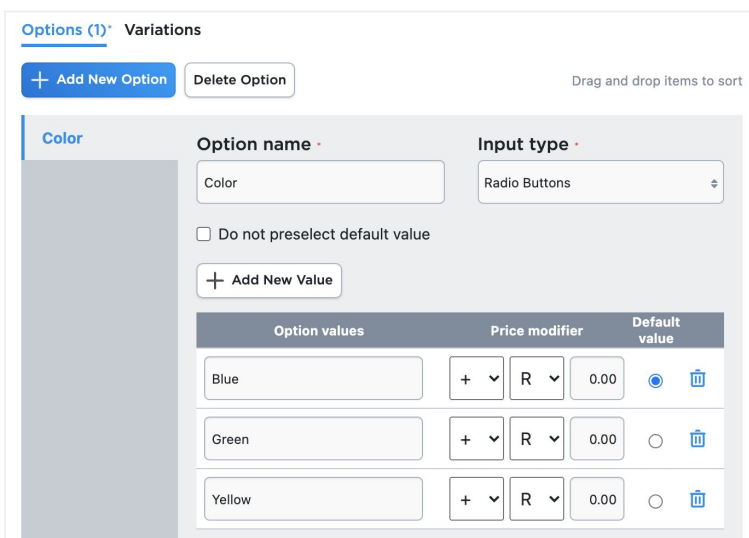 Options (1)* Variations
+ Add New Option Delete Option Drag and drop items to sort
Color
Option name * Input type *
Color Radio Buttons
Do not preselect default value
+ Add New Value
Option values Price modifier Default value
Blue + R 0.00
Green + R 0.00
Yellow + R 0.00